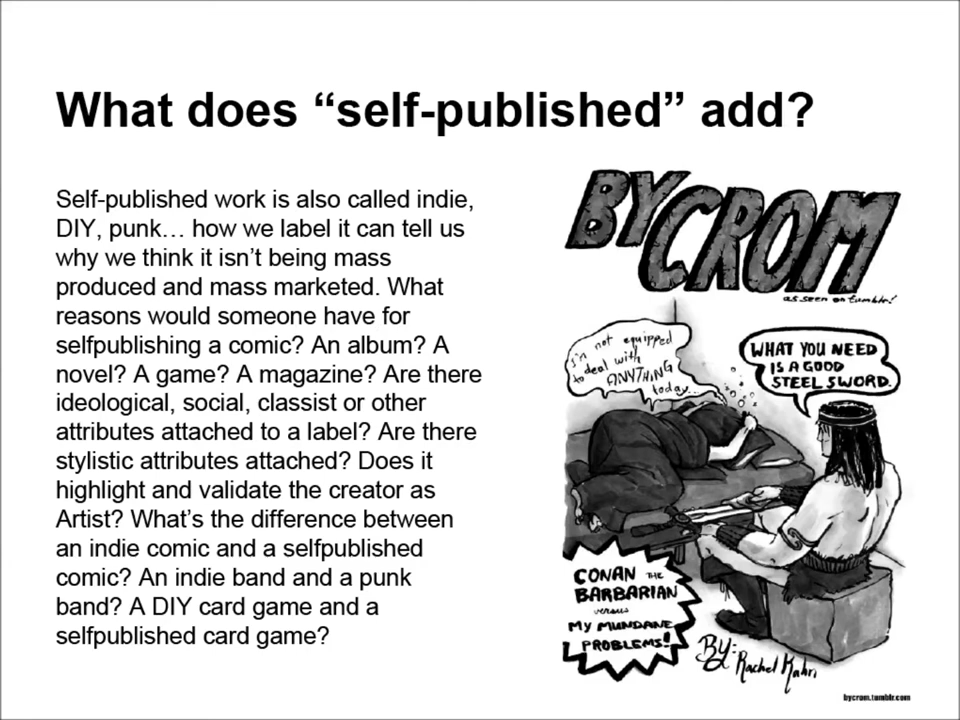 What does “self-published” add?
Self-published work is also called indie,
DIY, punk… how we label it can tell us
why we think it isn’t being mass
produced and mass marketed. What
reasons would someone have for
selfpublishing a comic? An album? A
novel? A game? A magazine? Are there
ideological, social, classist or other
attributes attached to a label? Are there
stylistic attributes attached? Does it
highlight and validate the creator as
Artist? What’s the difference between
an indie comic and a selfpublished
comic? An indie band and a punk
band? A DIY card game and a
selfpublished card game?
BY CROM
as seen on tumblr!
I'm not equipped
to deal with
ANYTHING
today...
WHAT YOU NEED
IS A GOOD
STEEL SWORD.
CONAN THE
BARBARIAN
versus
MY MUNDANE
PROBLEMS!
By:
Rachel Kahn
bycrom.tumblr.com